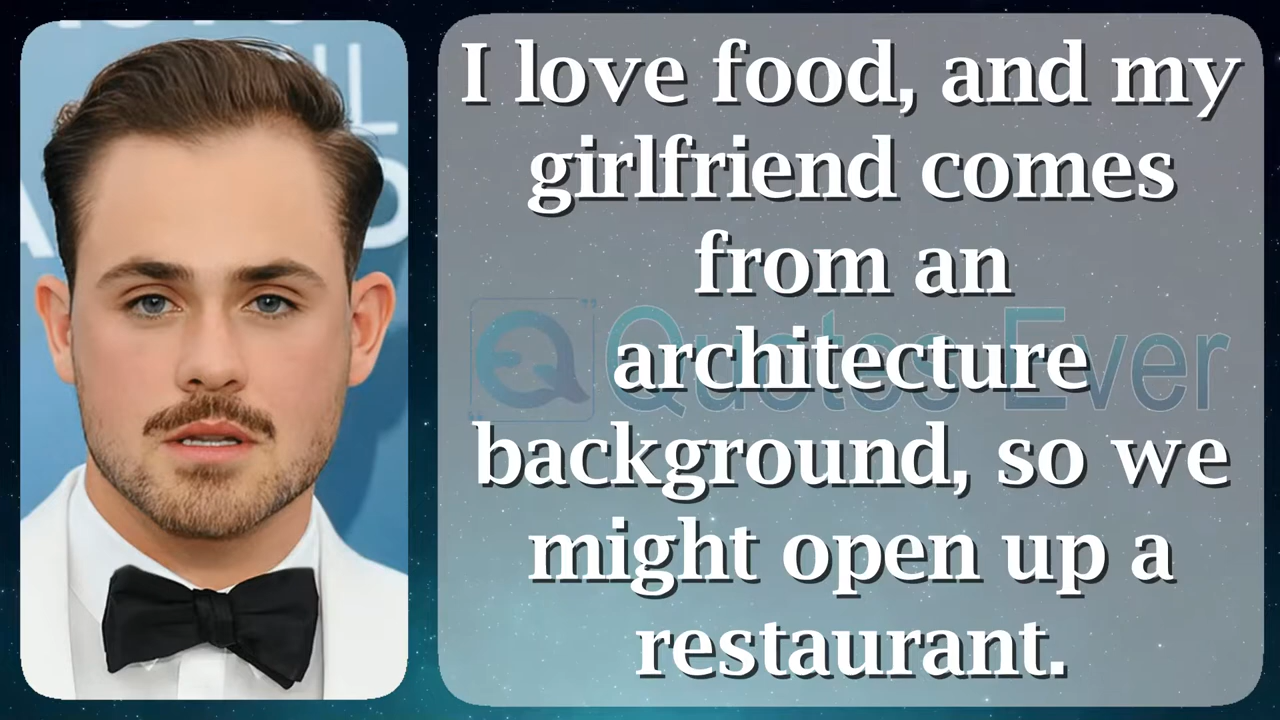 I love food, and my
girlfriend comes
from an
architecture
background, so we
might open up a
restaurant.
Quotes Ever